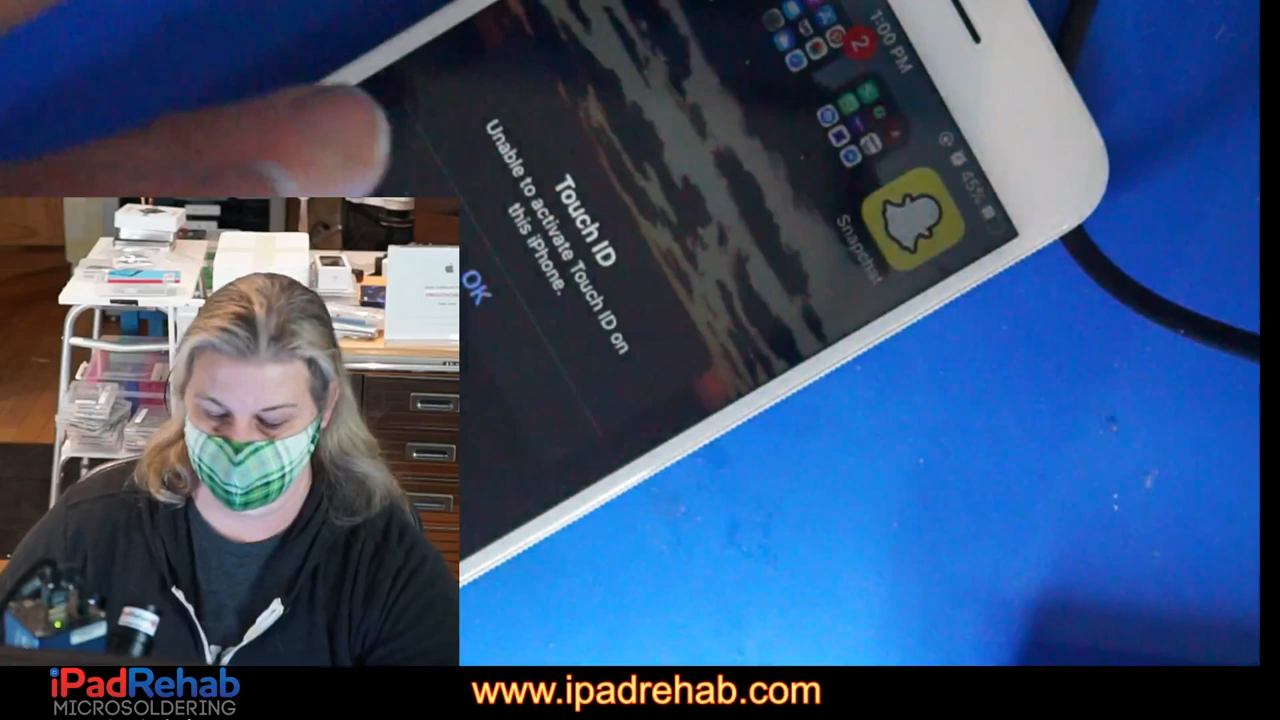 1:00 PM
45%
2
Snapchat
Touch ID
Unable to activate Touch ID on
this iPhone.
OK
iPadRehab
MICROSOLDERING
www.ipadrehab.com